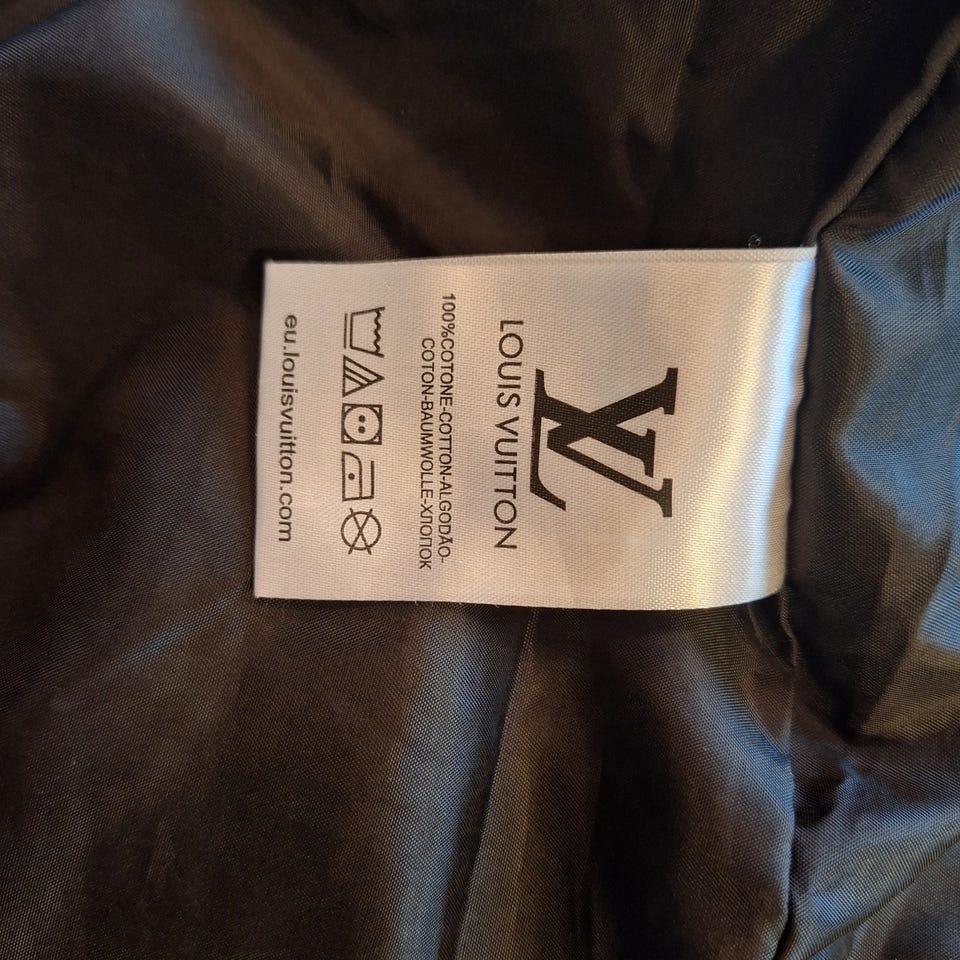 LV
LOUIS VUITTON
100%COTONE-COTTON-ALGODÃO-
COTON-BAUMWOLLE-ХЛОПОК
eu.louisvuitton.com